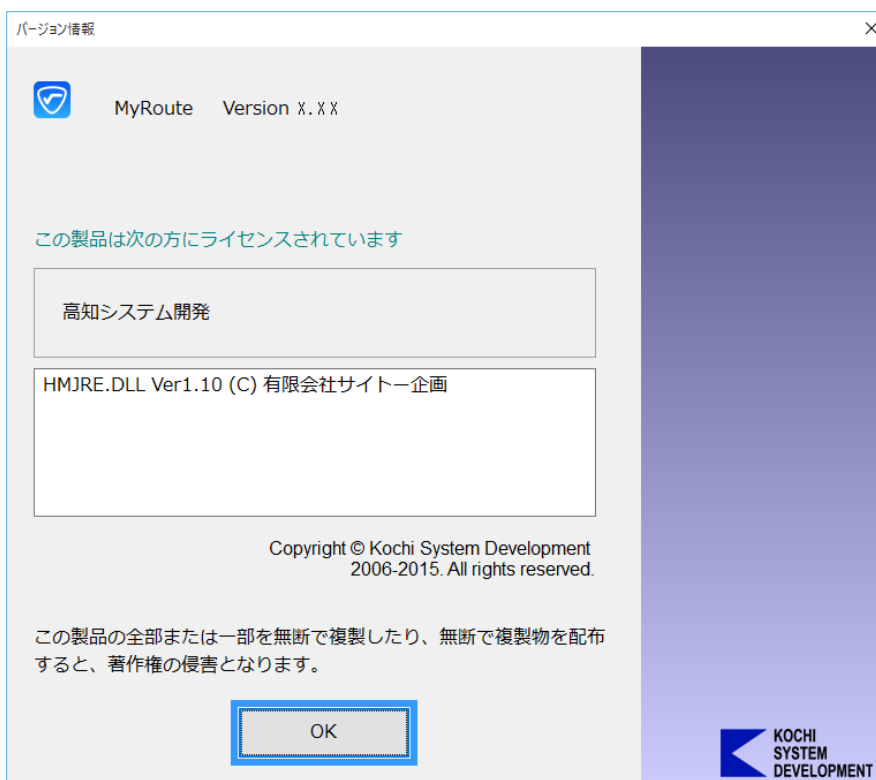 バージョン情報
MyRoute Version X.XX
この製品は次の方にライセンスされています
高知システム開発
HMJRE.DLL Ver1.10 (C) 有限会社サイトー企画
Copyright © Kochi System Development
2006-2015. All rights reserved.
この製品の全部または一部を無断で複製したり、無断で複製物を配布
すると、著作権の侵害となります。
OK
KOCHI
SYSTEM
DEVELOPMENT